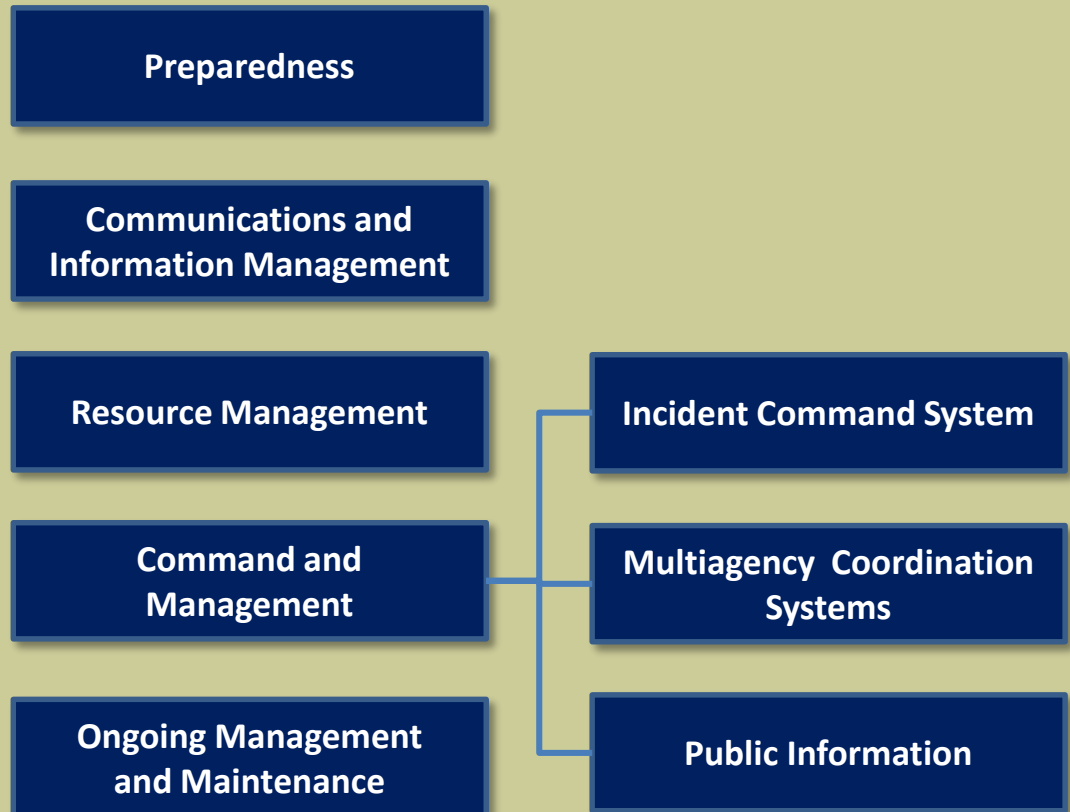 Preparedness
Communications and
Information Management
Resource Management
Command and
Management
Ongoing Management
and Maintenance
Incident Command System
Multiagency  Coordination
Systems
Public Information